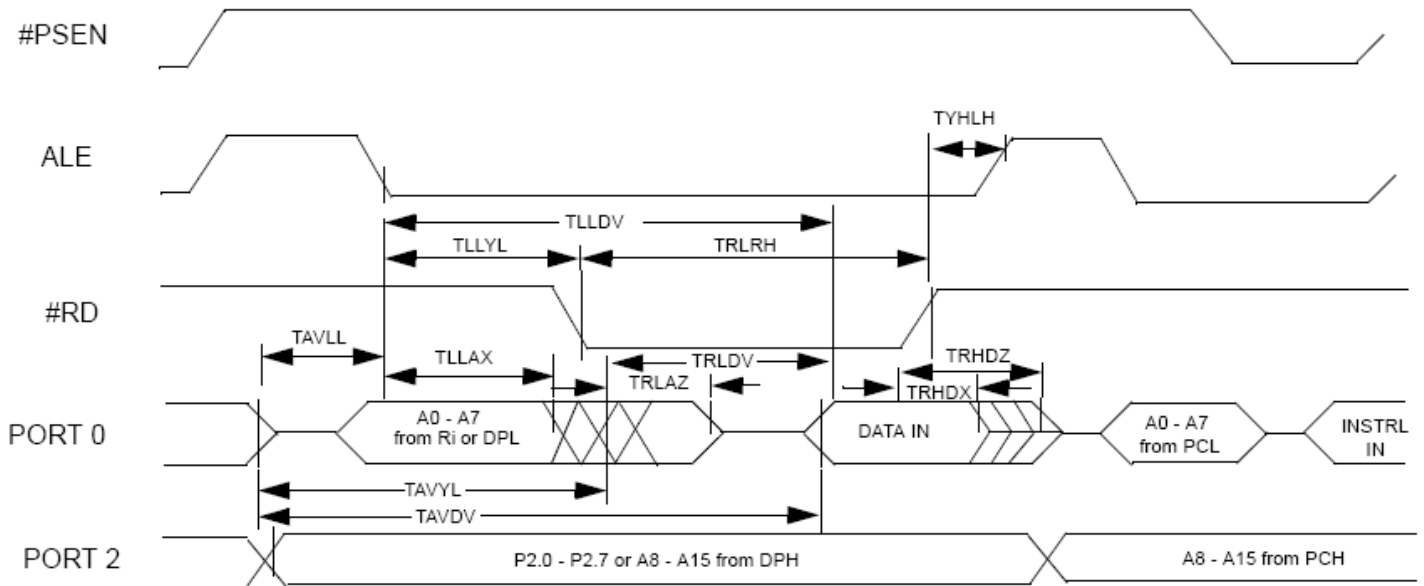 #PSEN
TYHLH
ALE
TLLDV
TLLYL
TRLRH
#RD
TAVLL
TLLAX
TRLDV
TRHDZ
TRLAZ
TRHDX
PORT 0
A0 - A7
from Ri or DPL
DATA IN
A0 - A7
from PCL
INSTRL
IN
TAVYL
TAVDV
PORT 2
P2.0 - P2.7 or A8 - A15 from DPH
A8 - A15 from PCH